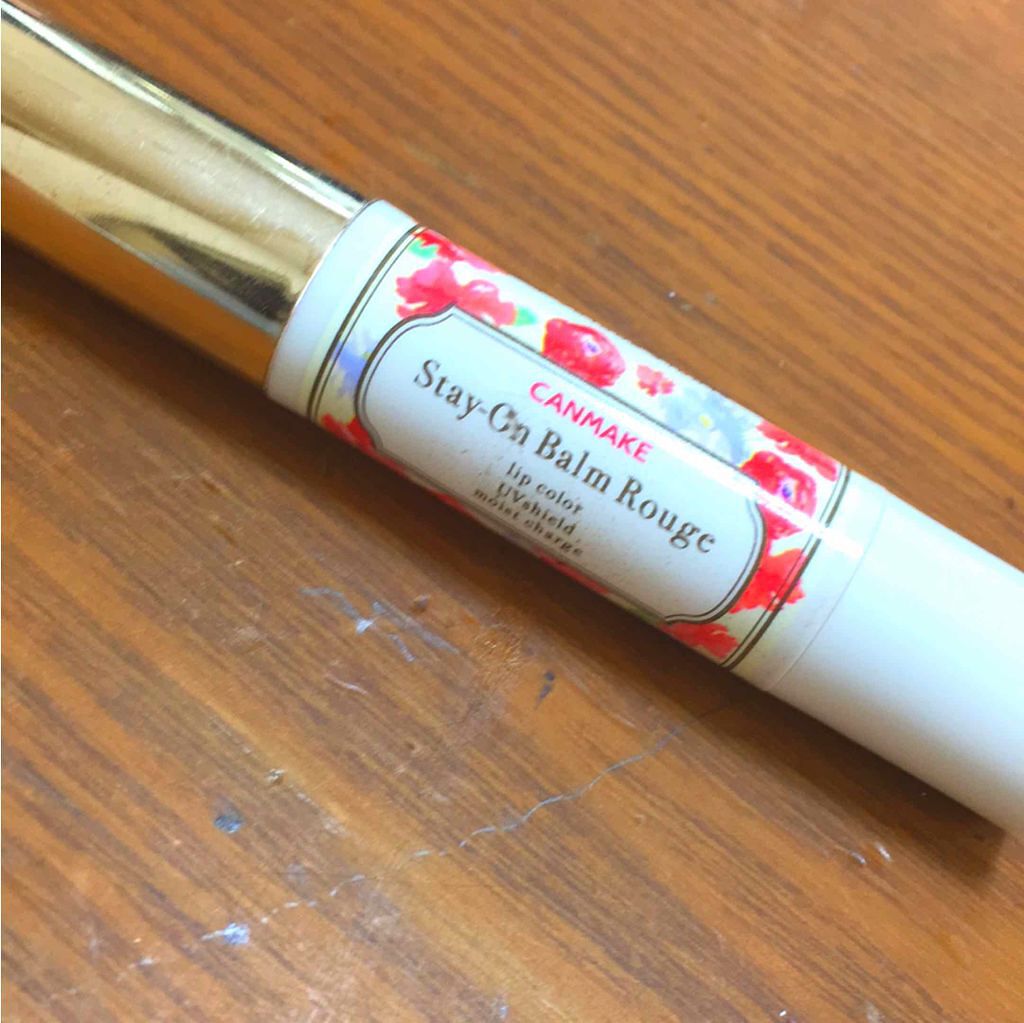 CANMAKE
Stay-On Balm Rouge
lip color
UVshield
moist charge